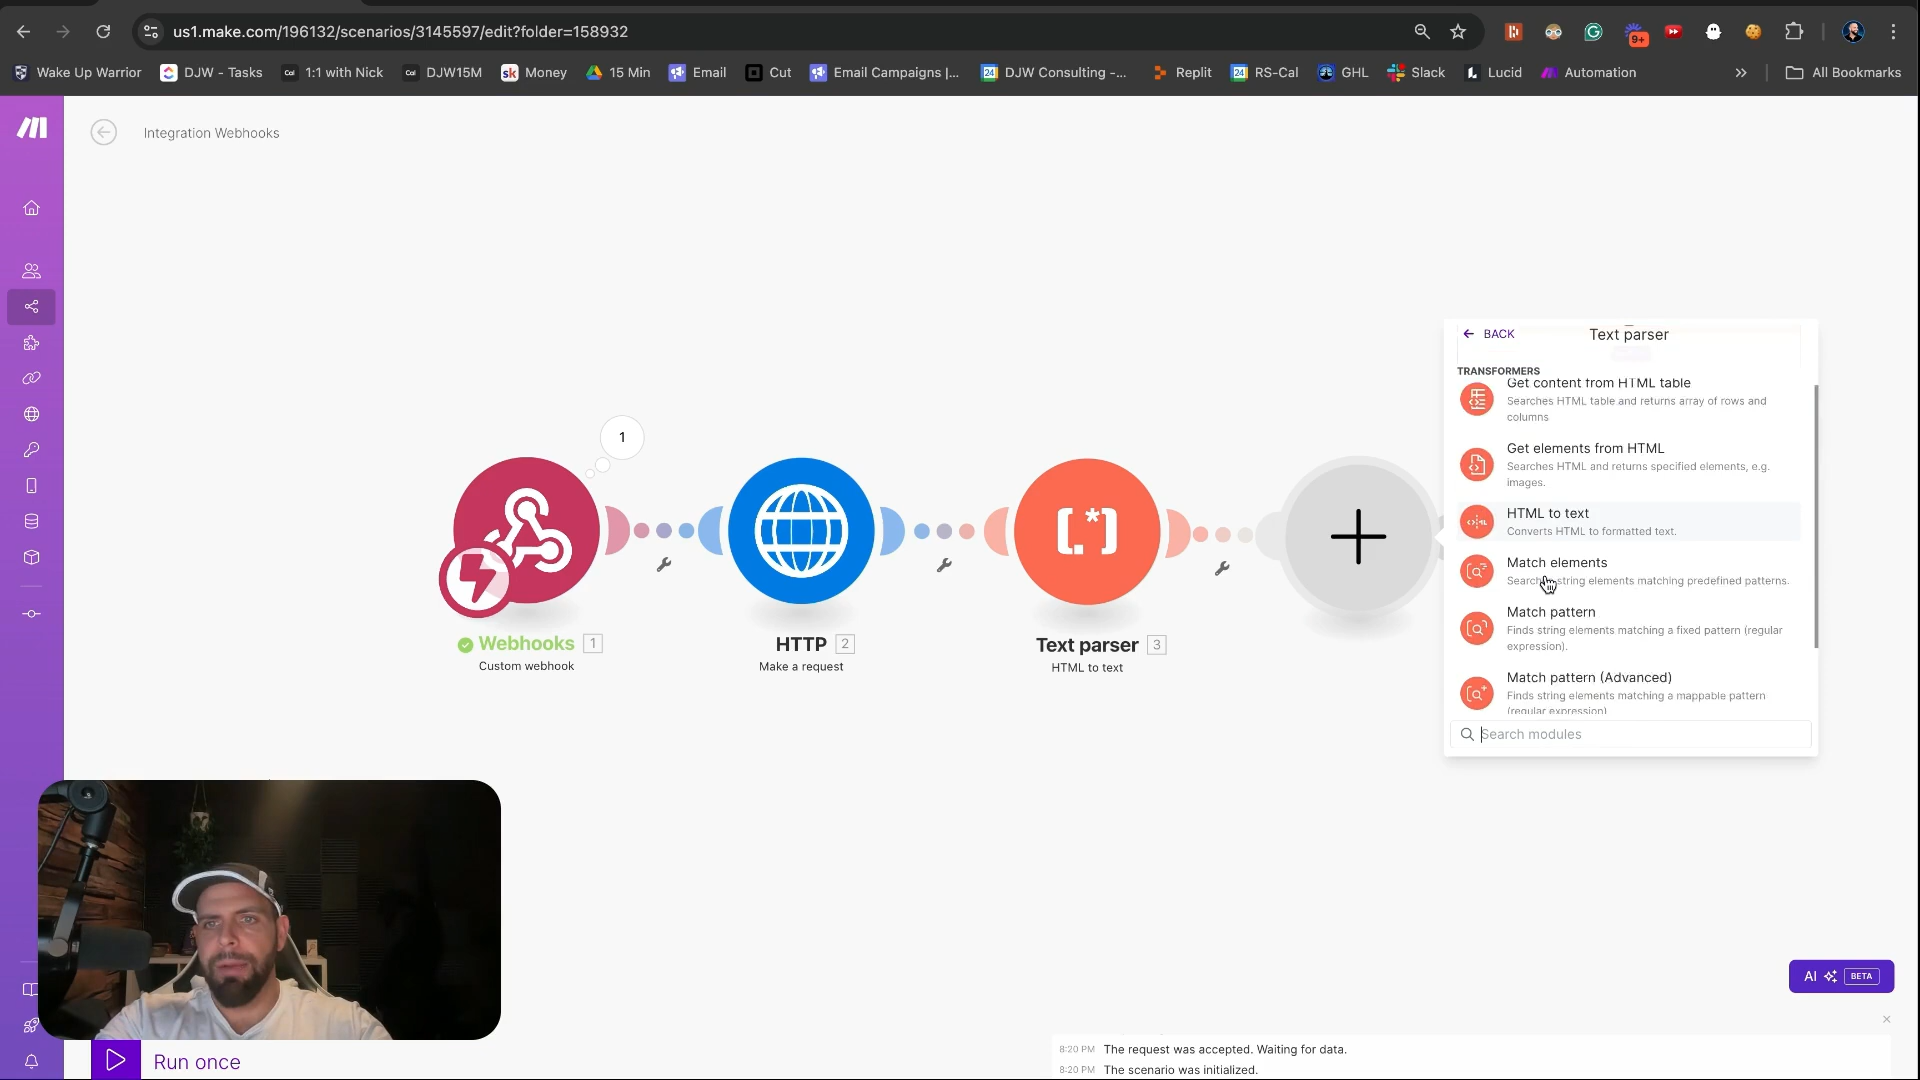 us1.make.com/196132/scenarios/3145597/edit?folder=158932
9+
Wake Up Warrior
DJW - Tasks
1:1 with Nick
DJW15M
Money
15 Min
Email
Cut
Email Campaigns |...
DJW Consulting -...
Replit
RS-Cal
GHL
Slack
Lucid
Automation
All Bookmarks
Integration Webhooks
BACK
Text parser
TRANSFORMERS
Get content from HTML table
Searches HTML table and returns array of rows and
columns
Get elements from HTML
Searches HTML and returns specified elements, e.g.
images.
HTML to text
Converts HTML to formatted text.
Match elements
string elements matching predefined patterns.
Match pattern
Finds string elements matching a fixed pattern (regular
expression).
Match pattern (Advanced)
Finds string elements matching a mappable pattern
(regular expression)
Search modules
1
Webhooks 1
Custom webhook
HTTP 2
Make a request
Text parser 3
HTML to text
AI BETA
Run once
8:20 PM The request was accepted. Waiting for data.
8:20 PM The scenario was initialized.